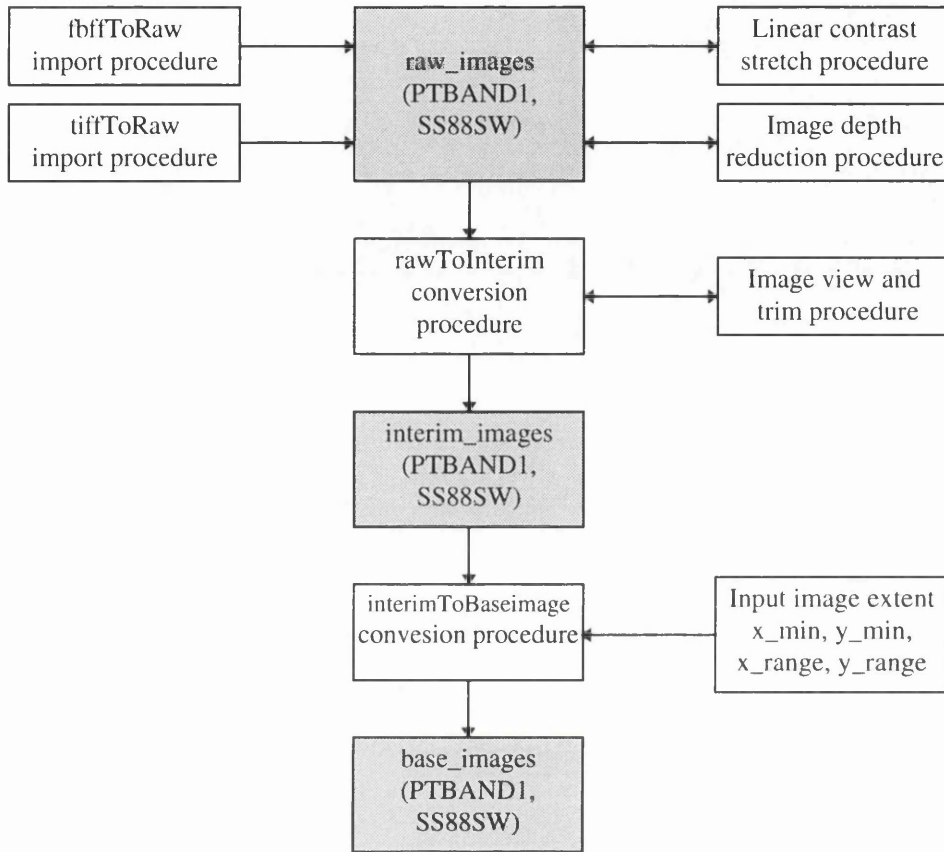 fbffToRaw
import procedure
raw_images
(PTBAND1,
SS88SW)
Linear contrast
stretch procedure
tiffToRaw
import procedure
Image depth
reduction procedure
rawToInterim
conversion
procedure
Image view and
trim procedure
interim_images
(PTBAND1,
SS88SW)
interimToBaseimage
convesion procedure
Input image extent
x_min, y_min,
x_range, y_range
base_images
(PTBAND1,
SS88SW)